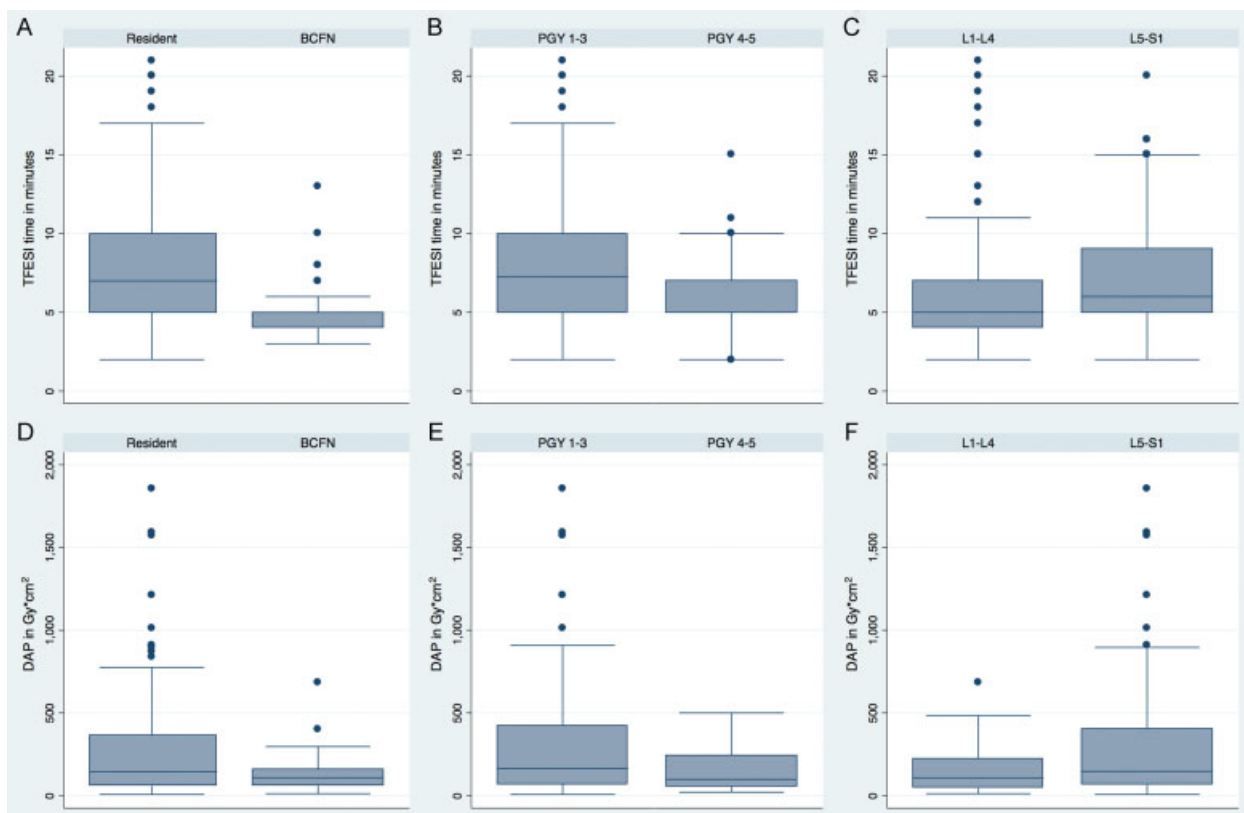 A
Resident BCFN
TFESI time in minutes
20
15
10
5
0
B
PGY 1-3 PGY 4-5
TFESI time in minutes
20
15
10
5
0
C
L1-L4 L5-S1
TFESI time in minutes
20
15
10
5
0
D
Resident BCFN
DAP in Gy*cm²
2,000
1,500
1,000
500
0
E
PGY 1-3 PGY 4-5
DAP in Gy*cm²
2,000
1,500
1,000
500
0
F
L1-L4 L5-S1
DAP in Gy*cm²
2,000
1,500
1,000
500
0